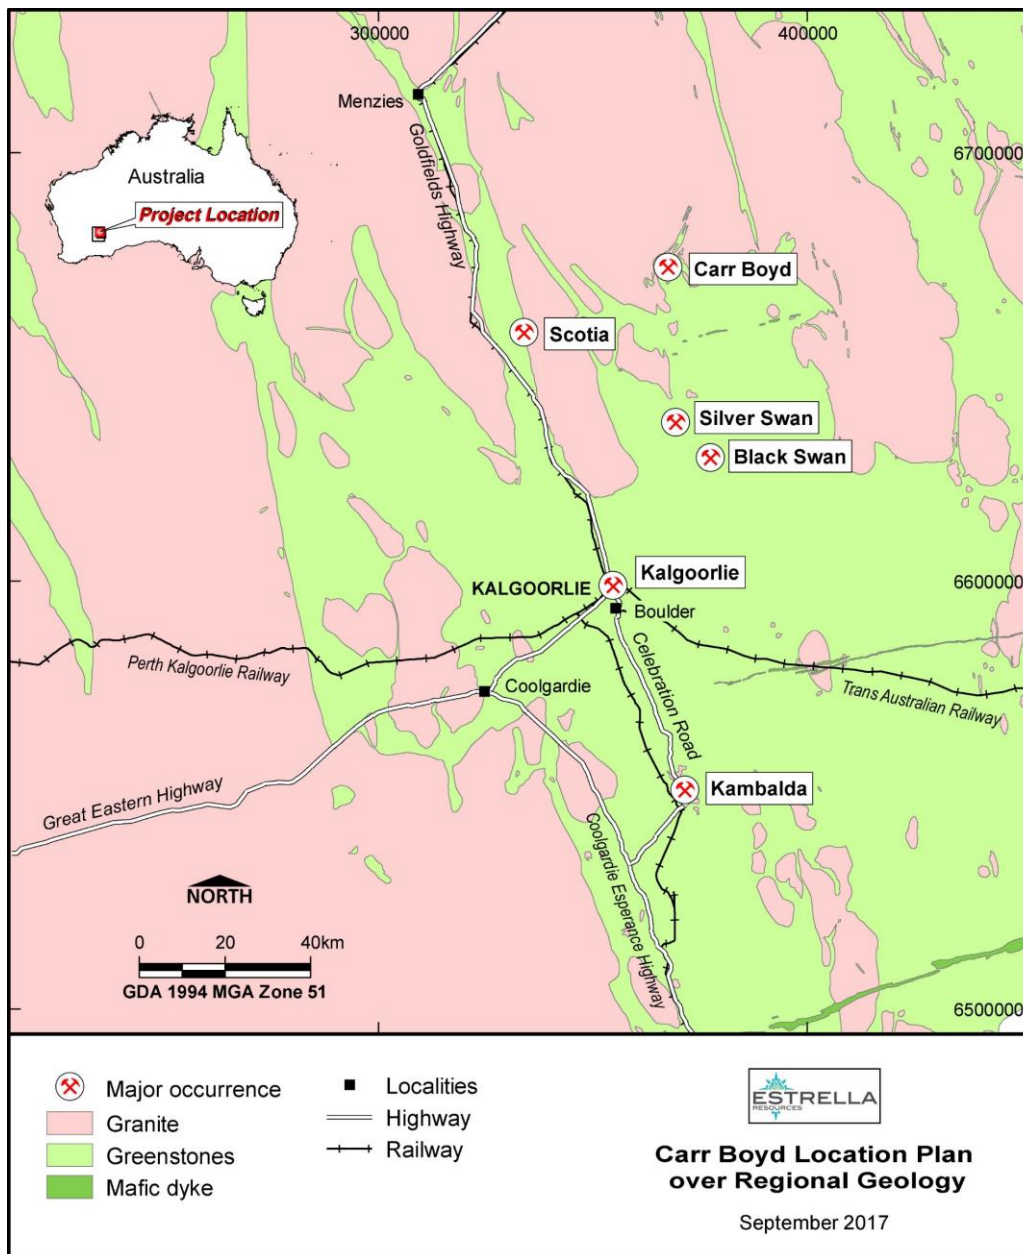 300000
400000
Menzies
Goldfields Highway
6700000
Australia
Project Location
Carr Boyd
Scotia
Silver Swan
Black Swan
Kalgoorlie
KALGOORLIE
6600000
Boulder
Perth Kalgoorlie Railway
Celebration Road
Coolgardie
Trans Australian Railway
Great Eastern Highway
Kambalda
Coolgardie Esperance Highway
NORTH
0 20 40km
GDA 1994 MGA Zone 51
6500000
Major occurrence
Granite
Greenstones
Mafic dyke
Localities
Highway
Railway
ESTRELLA
RESOURCES
Carr Boyd Location Plan
over Regional Geology
September 2017